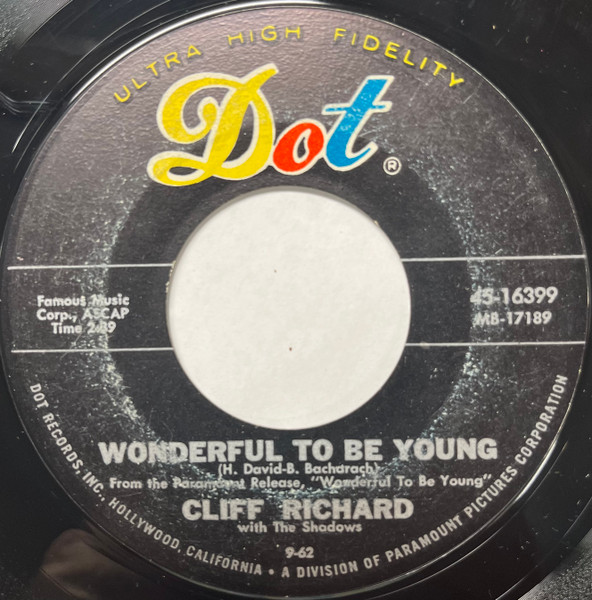 ULTRA HIGH FIDELITY
Dot ®
Famous Music
Corp., ASCAP
Time 2:39
45-16399
MB-17189
WONDERFUL TO BE YOUNG
(H. David-B. Bacharach)
From the Paramount Release, "Wonderful To Be Young"
CLIFF RICHARD
with The Shadows
9-62
DOT RECORDS, INC., HOLLYWOOD, CALIFORNIA • A DIVISION OF PARAMOUNT PICTURES CORPORATION